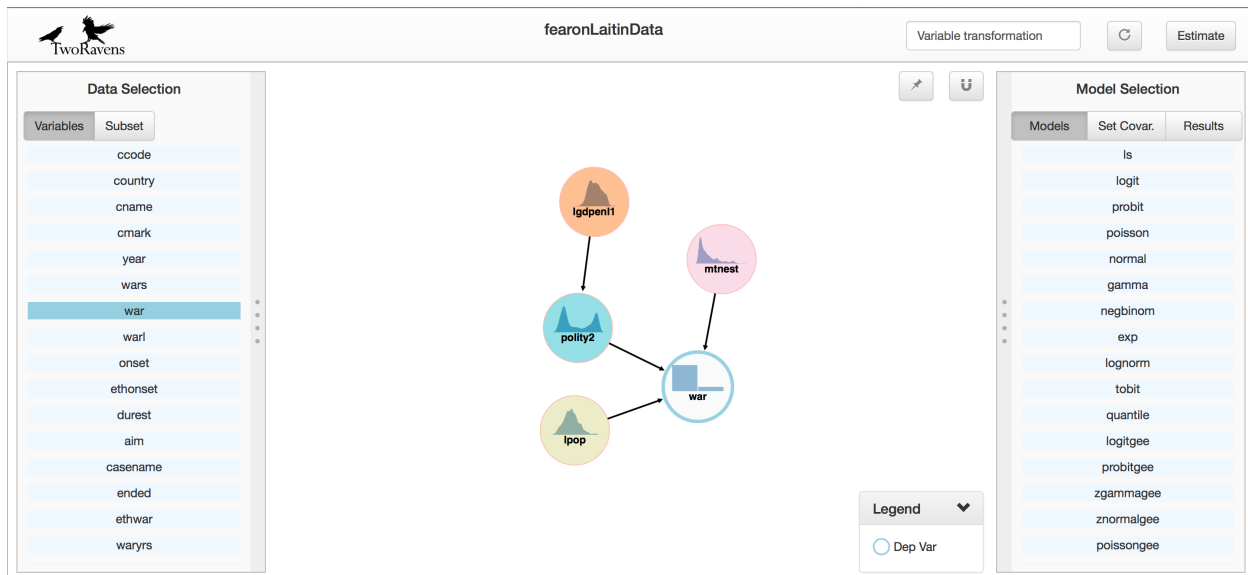 fearonLaitinData
TwoRavens
Variable transformation
Estimate
Data Selection
Variables
Subset
ccode
country
cname
cmark
year
wars
war
warl
onset
ethonset
durest
aim
casename
ended
ethwar
waryrs
lgdpenl1
mtnest
polity2
war
lpop
Legend
Dep Var
Model Selection
Models
Set Covar.
Results
ls
logit
probit
poisson
normal
gamma
negbinom
exp
lognorm
tobit
quantile
logitgee
probitgee
zgammagee
znormalgee
poissongee